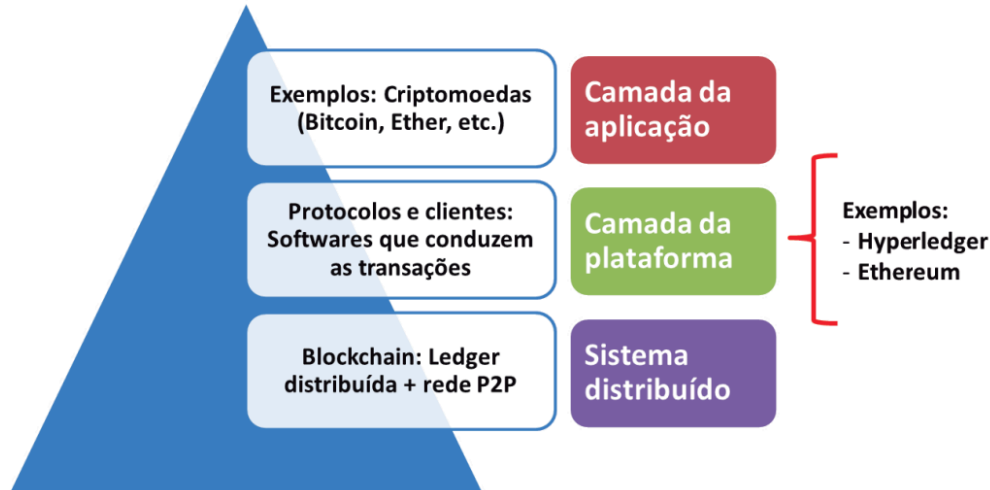 Exemplos: Criptomoedas
(Bitcoin, Ether, etc.)
Camada da
aplicação
Protocolos e clientes:
Softwares que conduzem
as transações
Camada da
plataforma
Exemplos:
- Hyperledger
- Ethereum
Blockchain: Ledger
distribuída + rede P2P
Sistema
distribuído